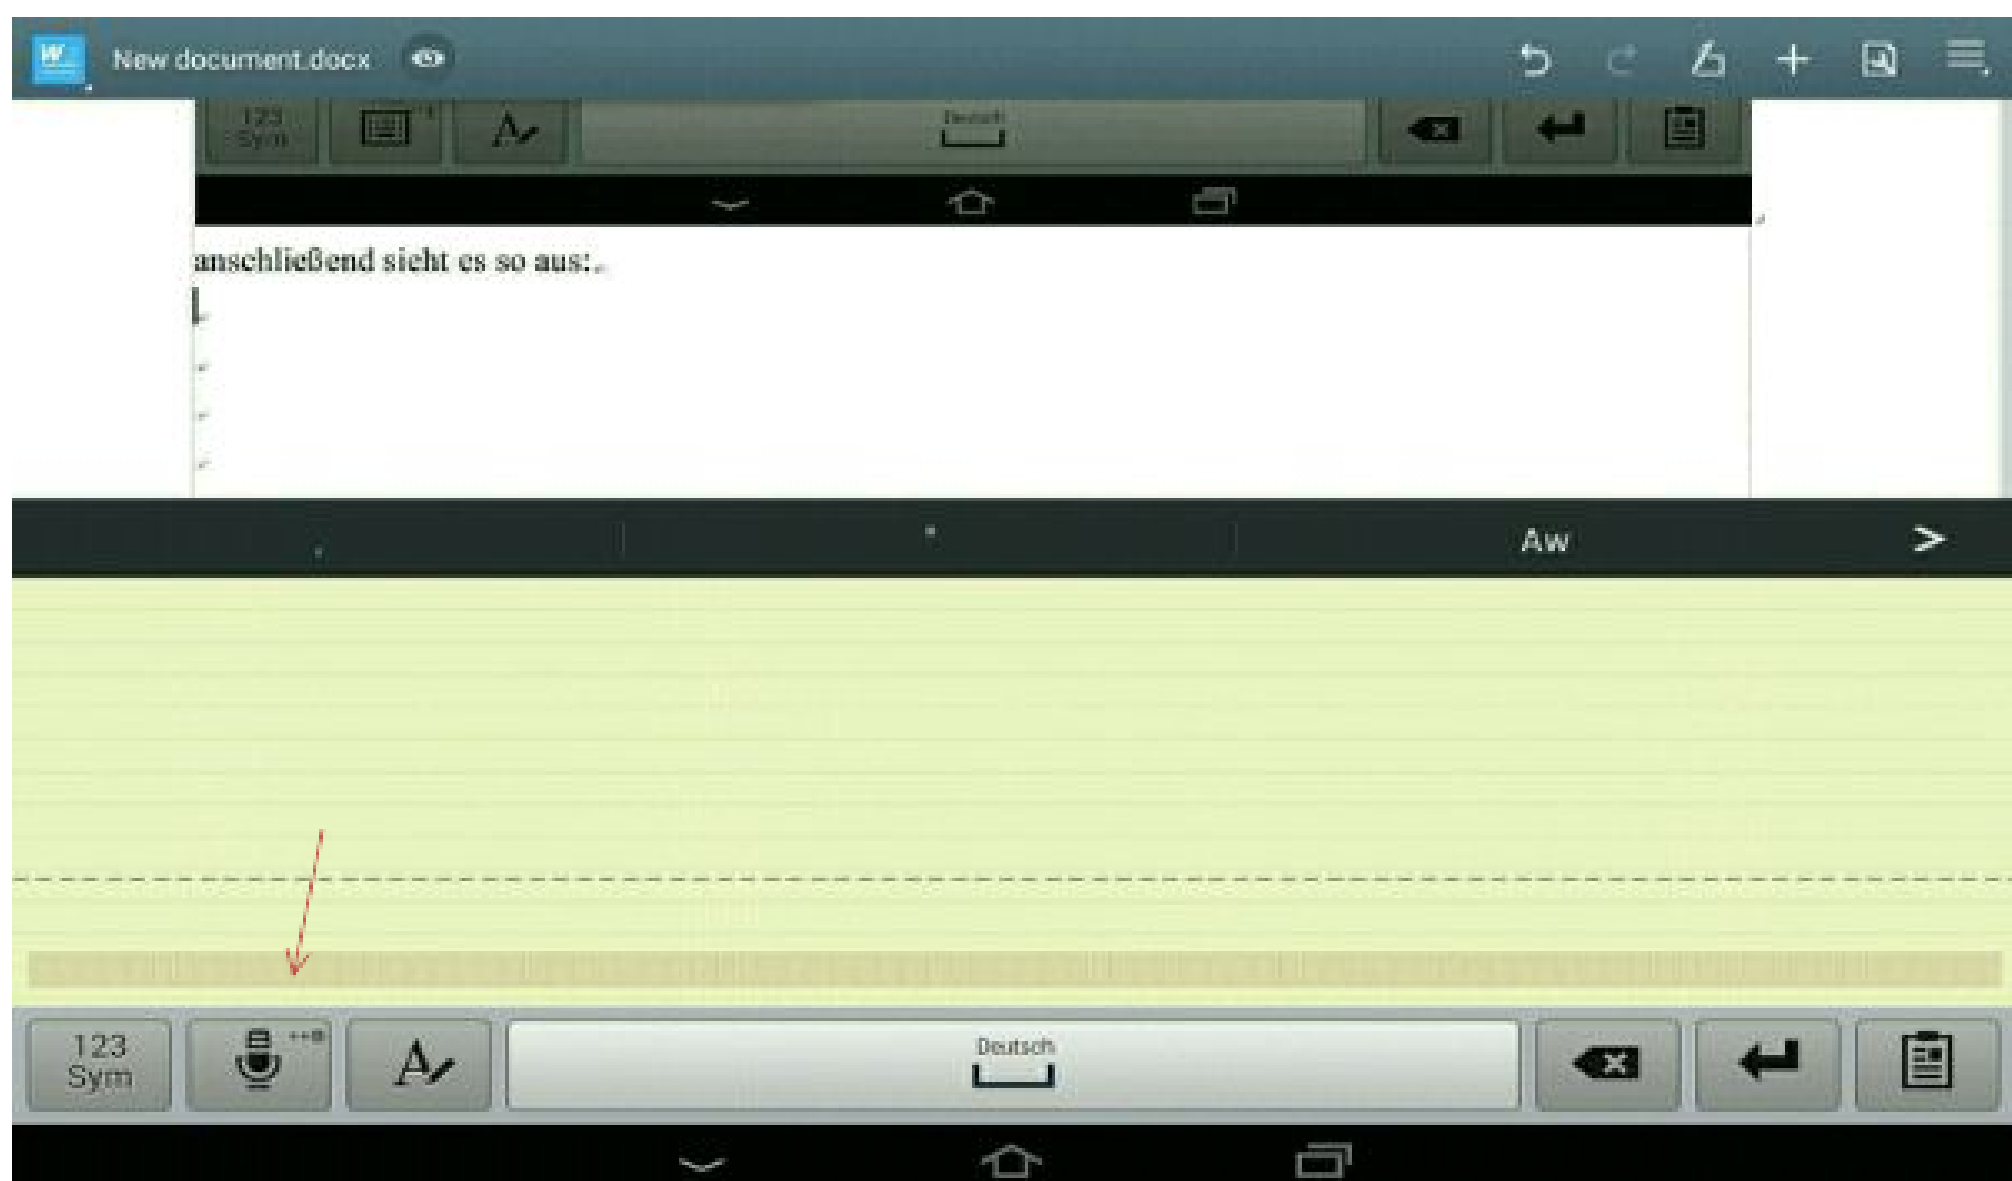 New document.docx
123
Sym
Deutsch
anschließend sieht es so aus:
Aw
123
Sym
Deutsch